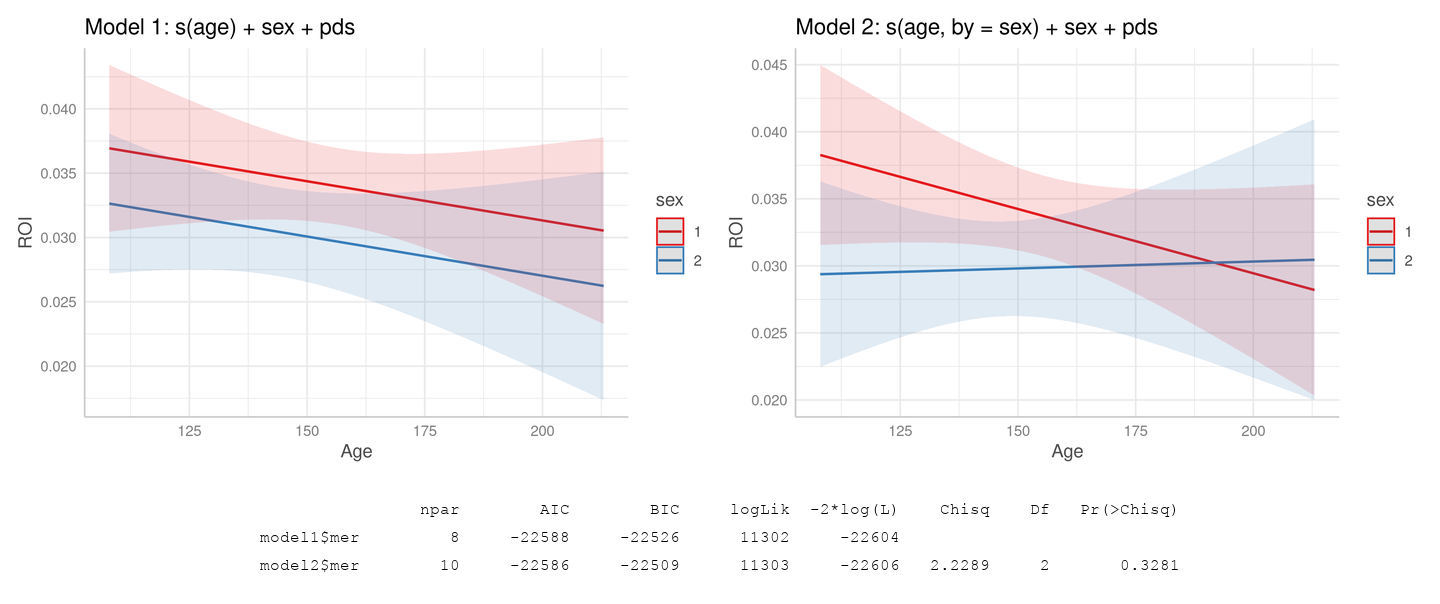 Model 1: s(age) + sex + pds
0.040
0.035
0.030
0.025
0.020
ROI
125 150 175 200
Age
sex
1
2
Model 2: s(age, by = sex) + sex + pds
0.045
0.040
0.035
0.030
0.025
0.020
ROI
125 150 175 200
Age
sex
1
2
npar AIC BIC logLik -2*log(L) Chisq Df Pr(>Chisq)
model1$mer 8 -22588 -22526 11302 -22604
model2$mer 10 -22586 -22509 11303 -22606 2.2289 2 0.3281